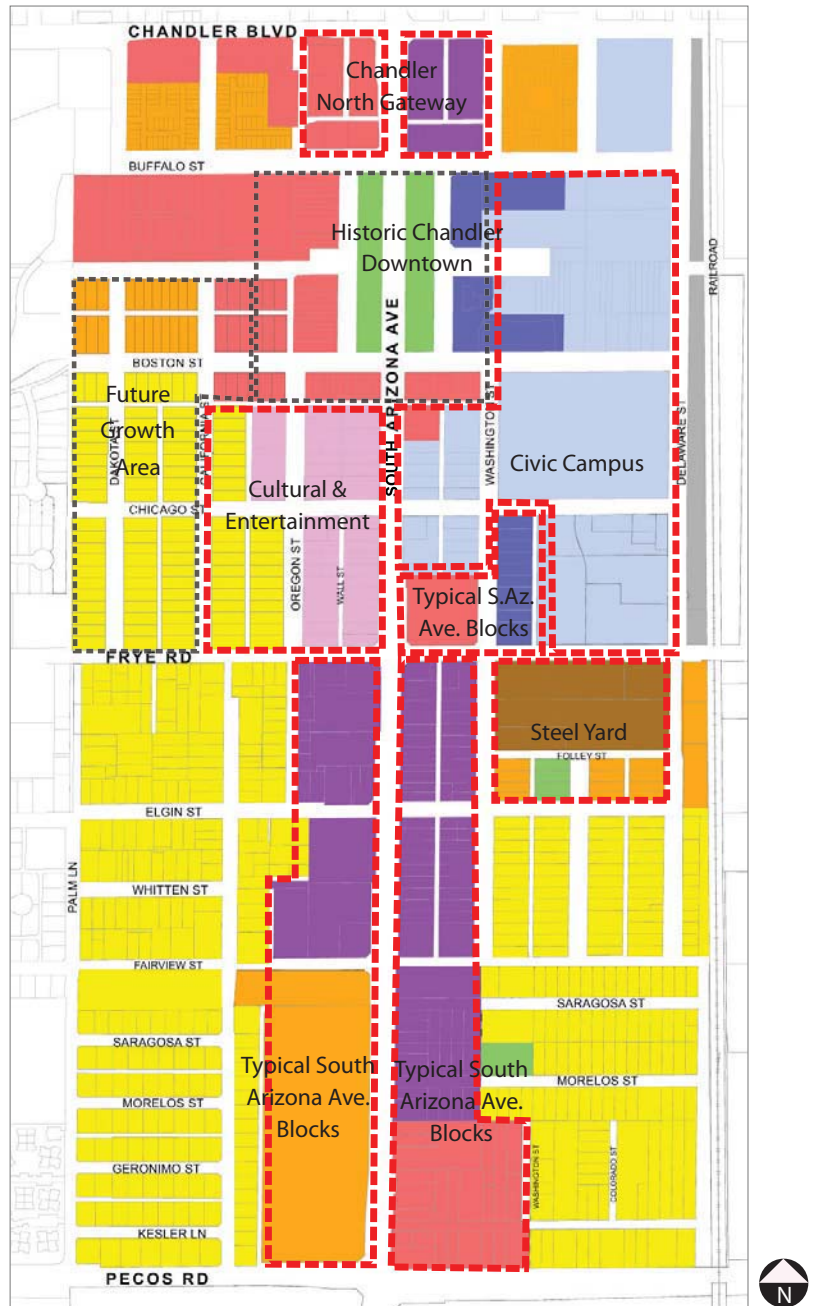 CHANDLER BLVD
Chandler
North Gateway
BUFFALO ST
Historic Chandler
Downtown
RAILROAD
SOUTH ARIZONA AVE
BOSTON ST
Future
Growth
Area
DAKOTA ST
CALIFORNIA ST
WASHINGTON ST
DELAWARE ST
Civic Campus
Cultural &
Entertainment
CHICAGO ST
OREGON ST
WALL ST
Typical S.Az.
Ave. Blocks
FRYE RD
Steel Yard
FOLLEY ST
ELGIN ST
PALM LN
WHITTEN ST
FAIRVIEW ST
SARAGOSA ST
SARAGOSA ST
Typical South
Arizona Ave.
Blocks
Typical South
Arizona Ave.
Blocks
MORELOS ST
MORELOS ST
WASHINGTON ST
COLORADO ST
GERONIMO ST
KESLER LN
PECOS RD
N